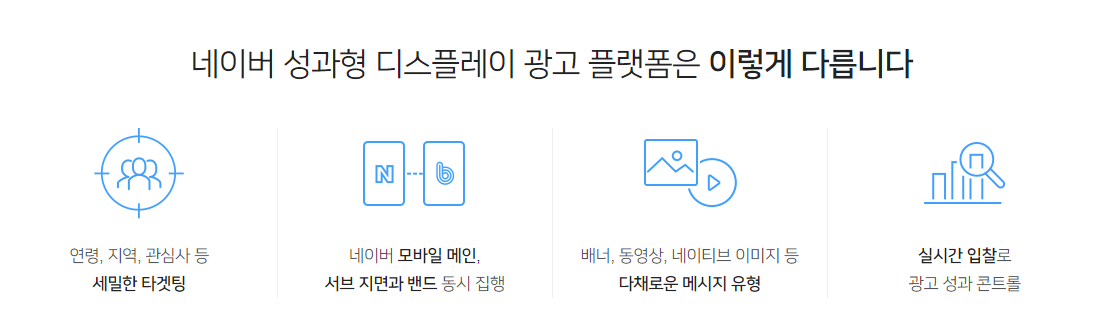 네이버 성과형 디스플레이 광고 플랫폼은 이렇게 다릅니다
N
b
연령, 지역, 관심사 등
세밀한 타겟팅
네이버 모바일 메인,
서브 지면과 밴드 동시 집행
배너, 동영상, 네이티브 이미지 등
다채로운 메시지 유형
실시간 입찰로
광고 성과 콘트롤